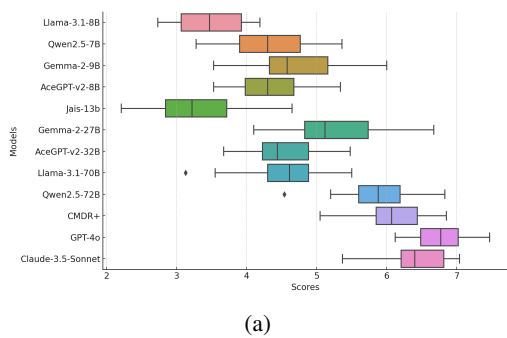 Llama-3.1-8B
Qwen2.5-7B
Gemma-2-9B
AceGPT-v2-8B
Jais-13b
Gemma-2-27B
AceGPT-v2-32B
Llama-3.1-70B
Qwen2.5-72B
CMDR+
GPT-4o
Claude-3.5-Sonnet
Models
2 3 4 5 6 7
Scores
(a)